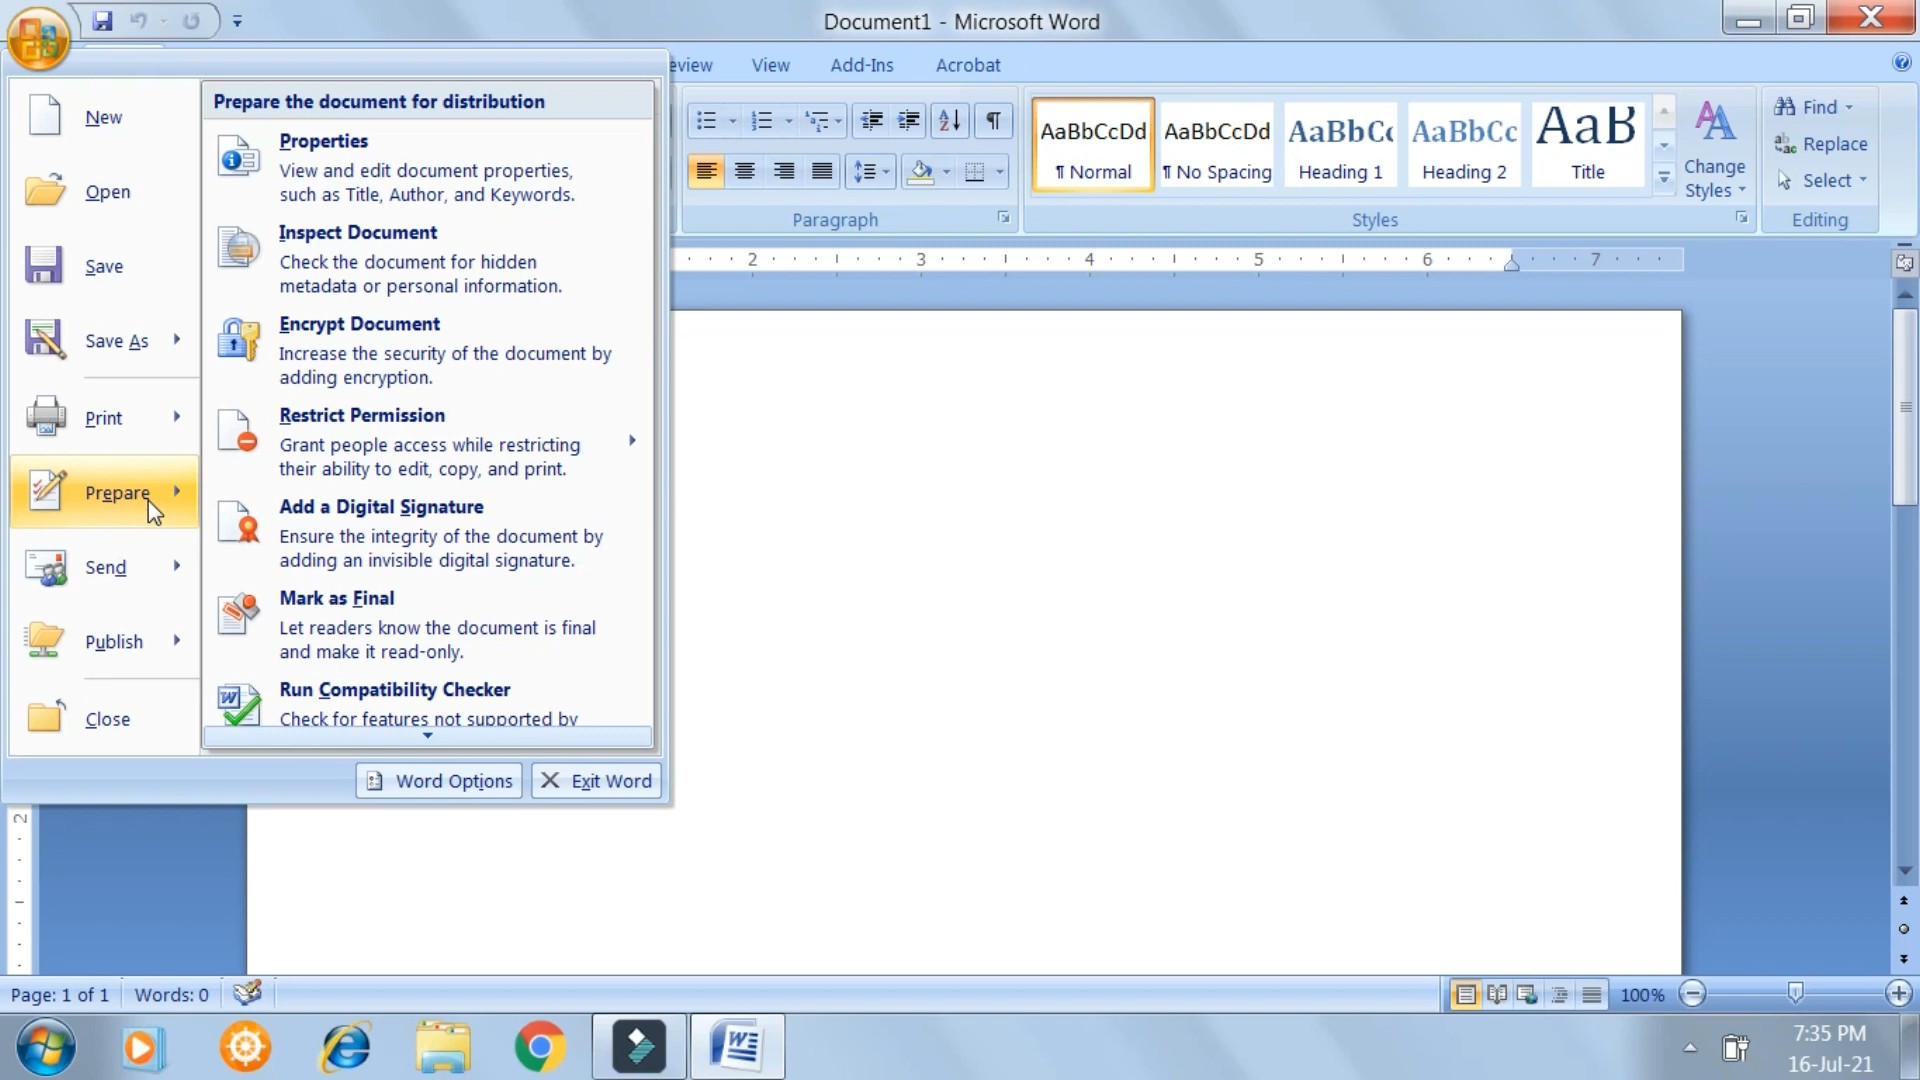 Document1 - Microsoft Word
eview View Add-Ins Acrobat
New
Open
Save
Save As
Print
Prepare
Send
Publish
Close
Prepare the document for distribution
Properties
View and edit document properties,
such as Title, Author, and Keywords.
Inspect Document
Check the document for hidden
metadata or personal information.
Encrypt Document
Increase the security of the document by
adding encryption.
Restrict Permission
Grant people access while restricting
their ability to edit, copy, and print.
Add a Digital Signature
Ensure the integrity of the document by
adding an invisible digital signature.
Mark as Final
Let readers know the document is final
and make it read-only.
Run Compatibility Checker
Check for features not supported by
Word Options Exit Word
Paragraph
AaBbCcDd AaBbCcDd AaBbCc AaBbCc AaB
¶ Normal ¶ No Spacing Heading 1 Heading 2 Title
Change
Styles
Styles
Find
Replace
Select
Editing
2 3 4 5 6 7
2
Page: 1 of 1 Words: 0 100%
7:35 PM
16-Jul-21